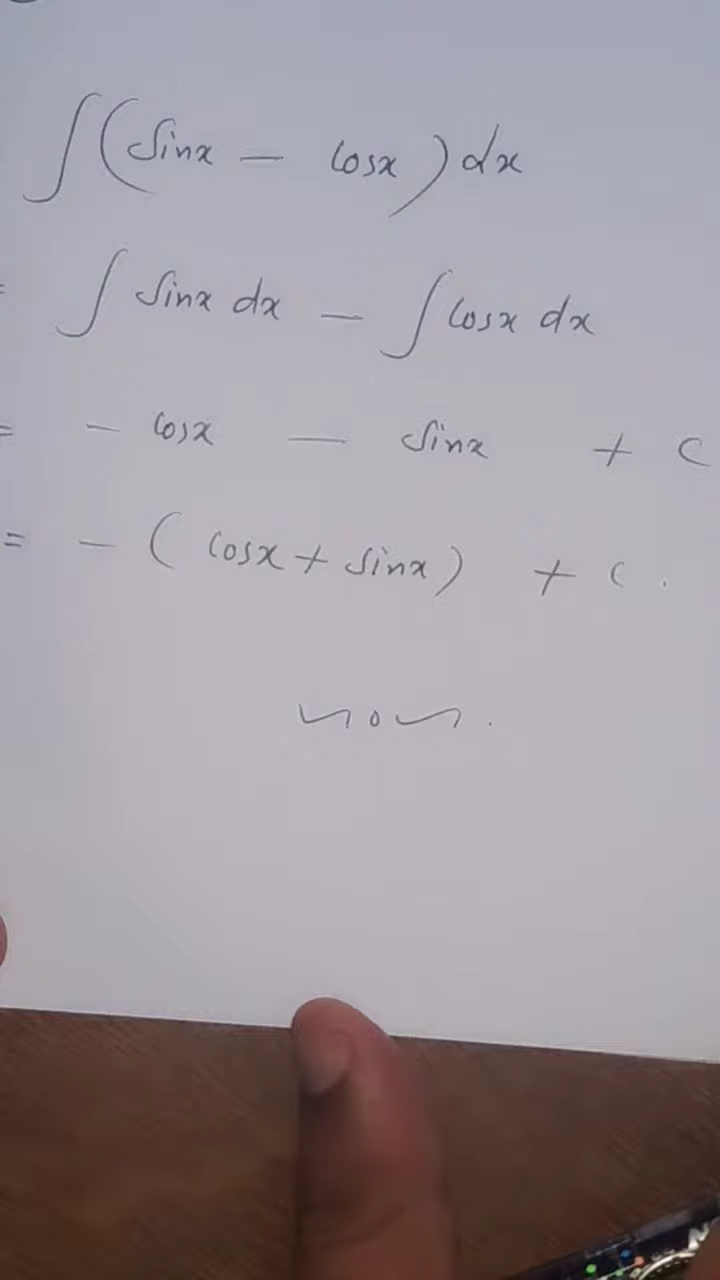 ∫(sinx - cosx)dx
= ∫ sinx dx - ∫ cosx dx
= - cosx - sinx + c
= - (cosx + sinx) + c.